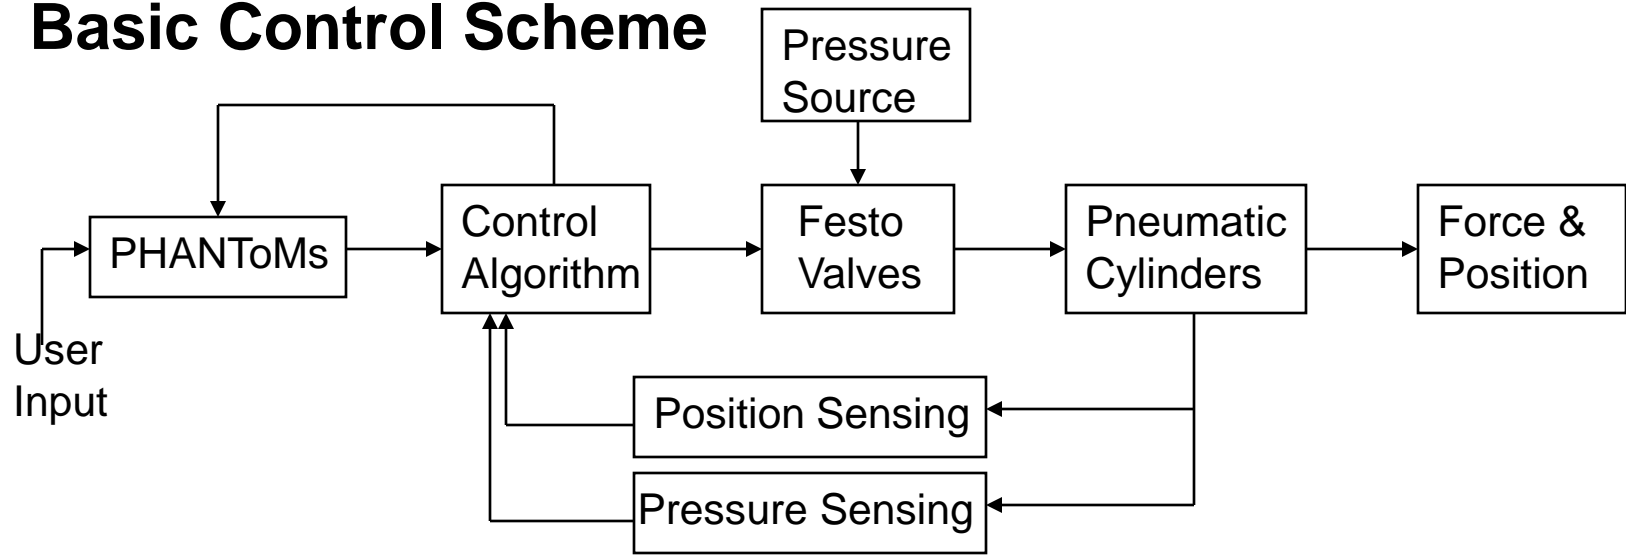 Basic Control Scheme
Pressure
Source
PHANToMs
Control
Algorithm
Festo
Valves
Pneumatic
Cylinders
Force &
Position
User
Input
Position Sensing
Pressure Sensing